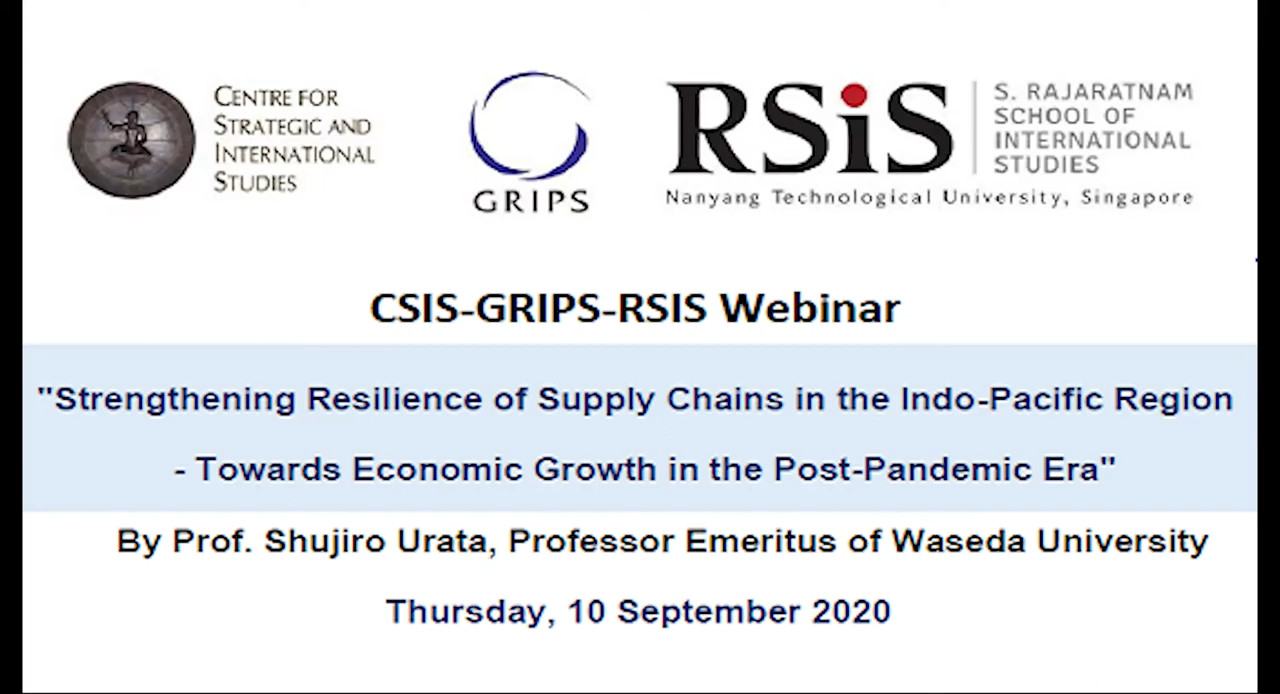 CENTRE FOR
STRATEGIC AND
INTERNATIONAL
STUDIES
GRIPS
RSiS
S. RAJARATNAM
SCHOOL OF
INTERNATIONAL
STUDIES
Nanyang Technological University, Singapore
CSIS-GRIPS-RSIS Webinar
"Strengthening Resilience of Supply Chains in the Indo-Pacific Region
- Towards Economic Growth in the Post-Pandemic Era"
By Prof. Shujiro Urata, Professor Emeritus of Waseda University
Thursday, 10 September 2020